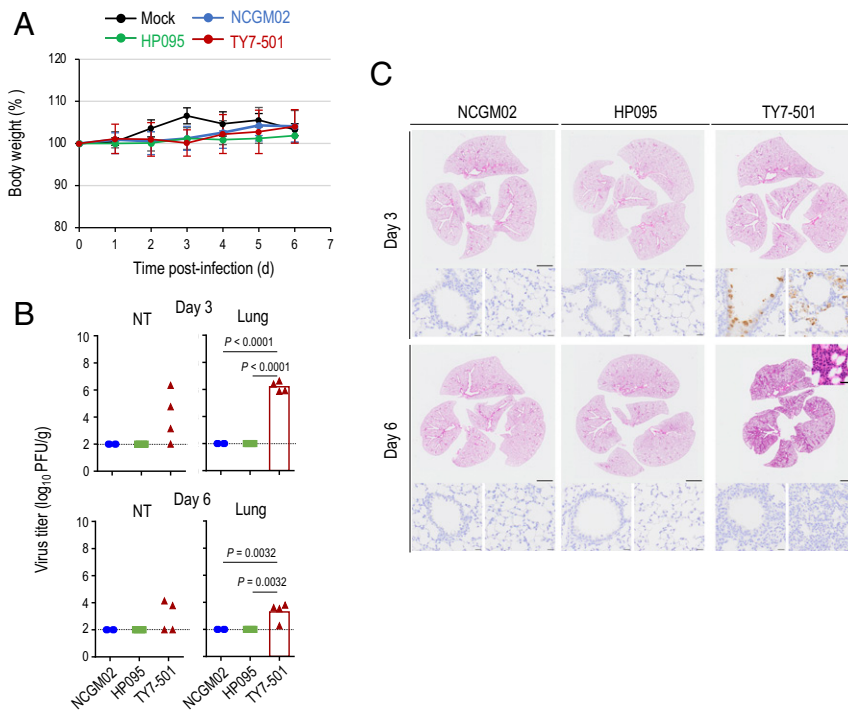 A
Mock
NCGM02
HP095
TY7-501
Body weight (% )
120
110
100
90
80
0 1 2 3 4 5 6 7
Time post-infection (d)
B
Day 3
NT
Lung
10
8
6
4
2
0
P < 0.0001
P < 0.0001
Virus titer (log10 PFU/g)
Day 6
NT
Lung
10
8
6
4
2
0
P = 0.0032
P = 0.0032
NCGM02
HP095
TY7-501
NCGM02
HP095
TY7-501
C
NCGM02
HP095
TY7-501
Day 3
Day 6